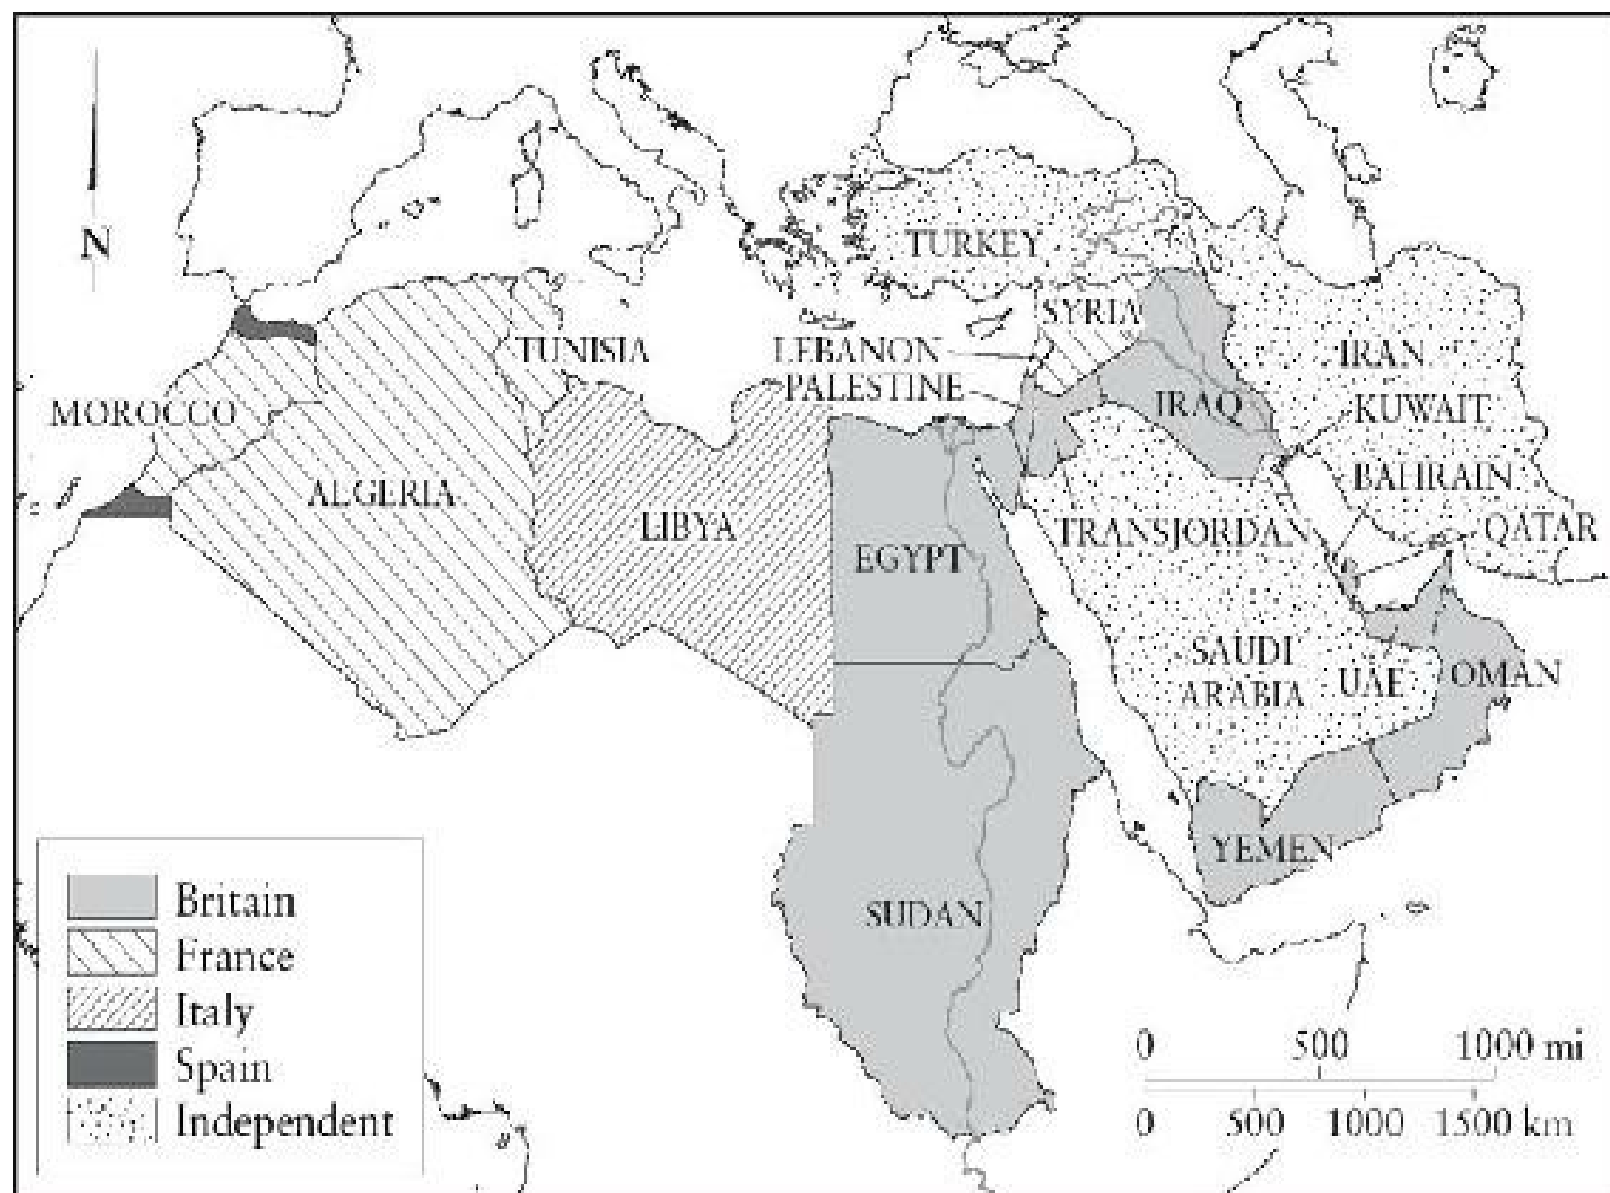 N
TURKEY
SYRIA
TUNISIA
LEBANON
IRAN
PALESTINE
MOROCCO
IRAQ
KUWAIT
ALGERIA
BAHRAIN
LIBYA
TRANSJORDAN
QATAR
EGYPT
SAUDI
ARABIA
UAE
OMAN
YEMEN
SUDAN
Britain
France
Italy
Spain
Independent
0 500 1000 mi
0 500 1000 1500 km